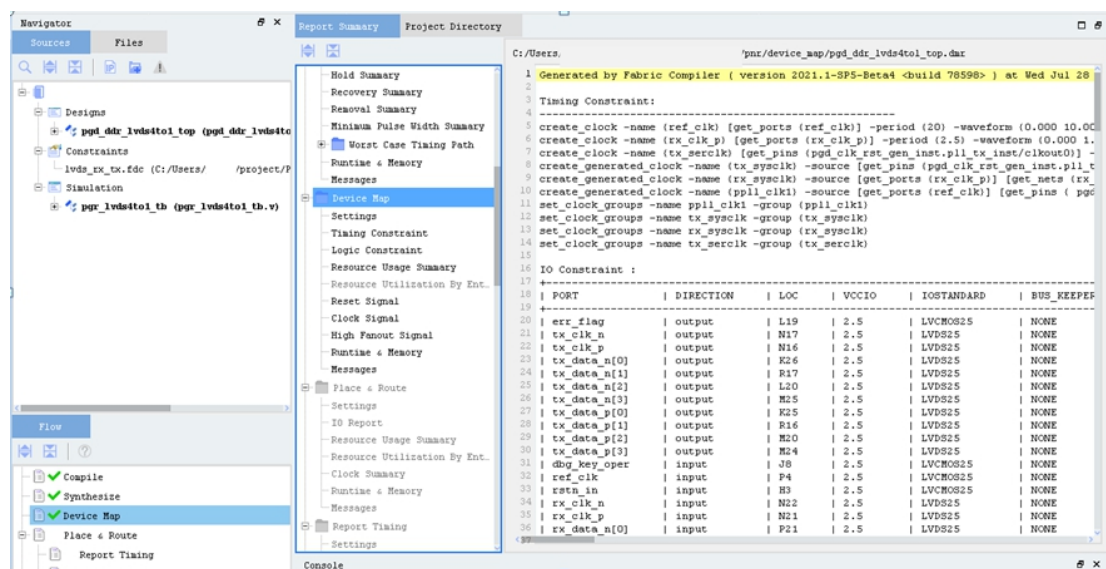 Navigator
Sources Files
Designs
pgd_ddr_lvds4to1_top (pgd_ddr_lvds4to
Constraints
lvds_rx_tx.fdc (C:/Users/ /project/P
Simulation
pgr_lvds4to1_tb (pgr_lvds4to1_tb.v)
Flow
Compile
Synthesize
Device Map
Place & Route
Report Timing
Report Summary Project Directory
Hold Summary
Recovery Summary
Removal Summary
Minimum Pulse Width Summary
Worst Case Timing Path
Runtime & Memory
Messages
Device Map
Settings
Timing Constraint
Logic Constraint
Resource Usage Summary
Resource Utilization By Ent...
Reset Signal
Clock Signal
High Fanout Signal
Runtime & Memory
Messages
Place & Route
Settings
IO Report
Resource Usage Summary
Resource Utilization By Ent...
Clock Summary
Runtime & Memory
Messages
Report Timing
Settings
Console
C:/Users. 'pnr/device_map/pgd_ddr_lvds4to1_top.dmr
1 Generated by Fabric Compiler ( version 2021.1-SP5-Beta4 <build 78598> ) at Wed Jul 28
2
3 Timing Constraint:
4 -------------------------------------------------------
5 create_clock -name (ref_clk) [get_ports (ref_clk)] -period (20) -waveform (0.000 10.00
6 create_clock -name (rx_clk_p) [get_ports (rx_clk_p)] -period (2.5) -waveform (0.000 1.
7 create_clock -name (tx_serclk) [get_pins (pgd_clk_rst_gen_inst.pll_tx_inst/clkout0)] -
8 create_generated_clock -name (tx_sysclk) -source [get_pins (pgd_clk_rst_gen_inst.pll_t
9 create_generated_clock -name (rx_sysclk) -source [get_ports (rx_clk_p)] [get_nets (rx_
10 create_generated_clock -name (ppll_clk1) -source [get_ports (ref_clk)] [get_pins ( pgd
11 set_clock_groups -name ppll_clk1 -group (ppll_clk1)
12 set_clock_groups -name tx_sysclk -group (tx_sysclk)
13 set_clock_groups -name rx_sysclk -group (rx_sysclk)
14 set_clock_groups -name tx_serclk -group (tx_serclk)
15
16 IO Constraint :
17
18 | PORT | DIRECTION | LOC | VCCIO | IOSTANDARD | BUS_KEEPER
19
20 | err_flag | output | L19 | 2.5 | LVCMOS25 | NONE
21 | tx_clk_n | output | N17 | 2.5 | LVDS25 | NONE
22 | tx_clk_p | output | N16 | 2.5 | LVDS25 | NONE
23 | tx_data_n[0] | output | K26 | 2.5 | LVDS25 | NONE
24 | tx_data_n[1] | output | R17 | 2.5 | LVDS25 | NONE
25 | tx_data_n[2] | output | L20 | 2.5 | LVDS25 | NONE
26 | tx_data_n[3] | output | M25 | 2.5 | LVDS25 | NONE
27 | tx_data_p[0] | output | K25 | 2.5 | LVDS25 | NONE
28 | tx_data_p[1] | output | R16 | 2.5 | LVDS25 | NONE
29 | tx_data_p[2] | output | M20 | 2.5 | LVDS25 | NONE
30 | tx_data_p[3] | output | M24 | 2.5 | LVDS25 | NONE
31 | dbg_key_oper | input | J8 | 2.5 | LVCMOS25 | NONE
32 | ref_clk | input | P4 | 2.5 | LVCMOS25 | NONE
33 | rstn_in | input | H3 | 2.5 | LVCMOS25 | NONE
34 | rx_clk_n | input | N22 | 2.5 | LVDS25 | NONE
35 | rx_clk_p | input | N21 | 2.5 | LVDS25 | NONE
36 | rx_data_n[0] | input | P21 | 2.5 | LVDS25 | NONE